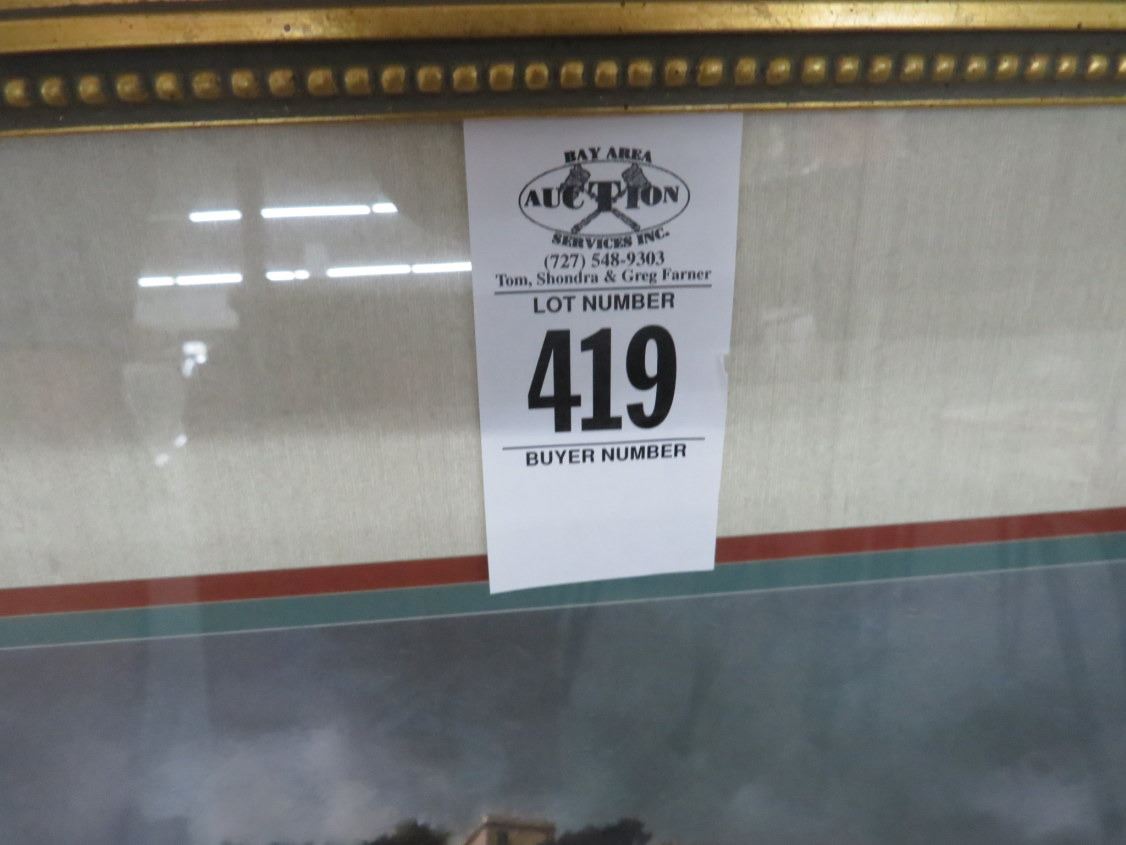 BAY AREA
AUCTION
SERVICES INC.
(727) 548-9303
Tom, Shondra & Greg Farner
LOT NUMBER
419
BUYER NUMBER